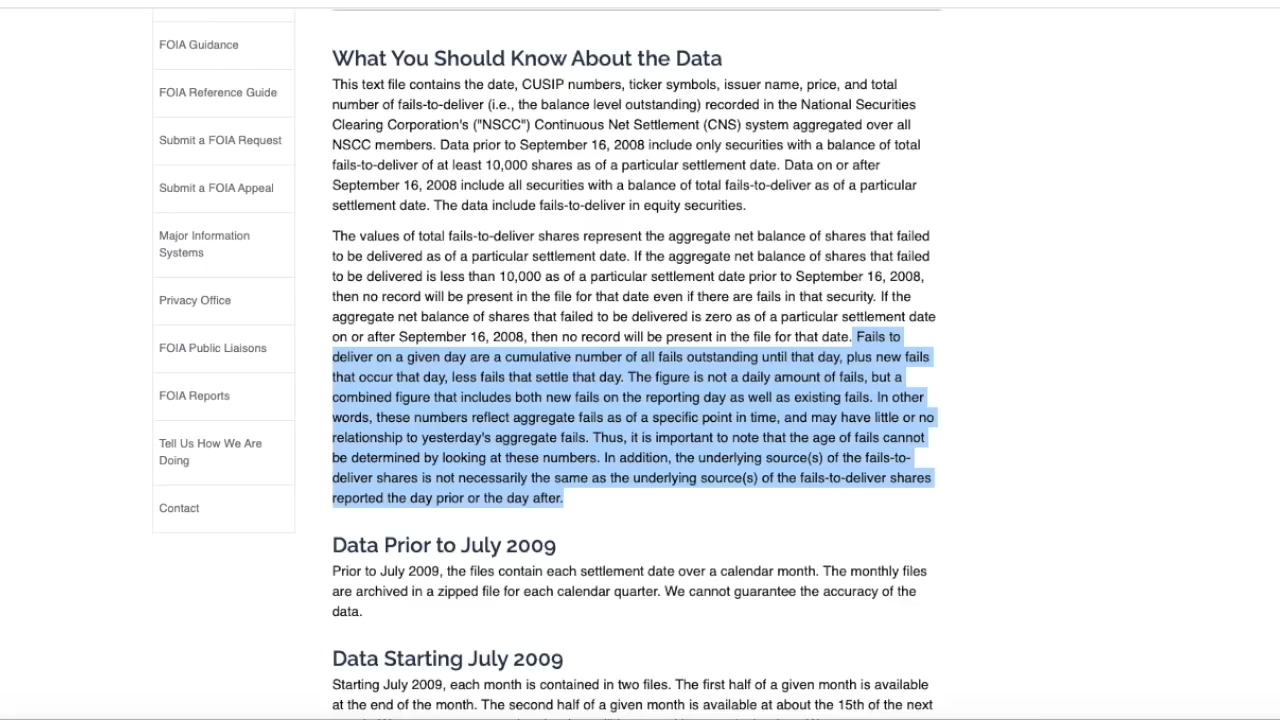 FOIA Guidance
FOIA Reference Guide
Submit a FOIA Request
Submit a FOIA Appeal
Major Information
Systems
Privacy Office
FOIA Public Liaisons
FOIA Reports
Tell Us How We Are
Doing
Contact
What You Should Know About the Data
This text file contains the date, CUSIP numbers, ticker symbols, issuer name, price, and total
number of fails-to-deliver (i.e., the balance level outstanding) recorded in the National Securities
Clearing Corporation's ("NSCC") Continuous Net Settlement (CNS) system aggregated over all
NSCC members. Data prior to September 16, 2008 include only securities with a balance of total
fails-to-deliver of at least 10,000 shares as of a particular settlement date. Data on or after
September 16, 2008 include all securities with a balance of total fails-to-deliver as of a particular
settlement date. The data include fails-to-deliver in equity securities.
The values of total fails-to-deliver shares represent the aggregate net balance of shares that failed
to be delivered as of a particular settlement date. If the aggregate net balance of shares that failed
to be delivered is less than 10,000 as of a particular settlement date prior to September 16, 2008,
then no record will be present in the file for that date even if there are fails in that security. If the
aggregate net balance of shares that failed to be delivered is zero as of a particular settlement date
on or after September 16, 2008, then no record will be present in the file for that date. Fails to
deliver on a given day are a cumulative number of all fails outstanding until that day, plus new fails
that occur that day, less fails that settle that day. The figure is not a daily amount of fails, but a
combined figure that includes both new fails on the reporting day as well as existing fails. In other
words, these numbers reflect aggregate fails as of a specific point in time, and may have little or no
relationship to yesterday's aggregate fails. Thus, it is important to note that the age of fails cannot
be determined by looking at these numbers. In addition, the underlying source(s) of the fails-to-
deliver shares is not necessarily the same as the underlying source(s) of the fails-to-deliver shares
reported the day prior or the day after.
Data Prior to July 2009
Prior to July 2009, the files contain each settlement date over a calendar month. The monthly files
are archived in a zipped file for each calendar quarter. We cannot guarantee the accuracy of the
data.
Data Starting July 2009
Starting July 2009, each month is contained in two files. The first half of a given month is available
at the end of the month. The second half of a given month is available at about the 15th of the next